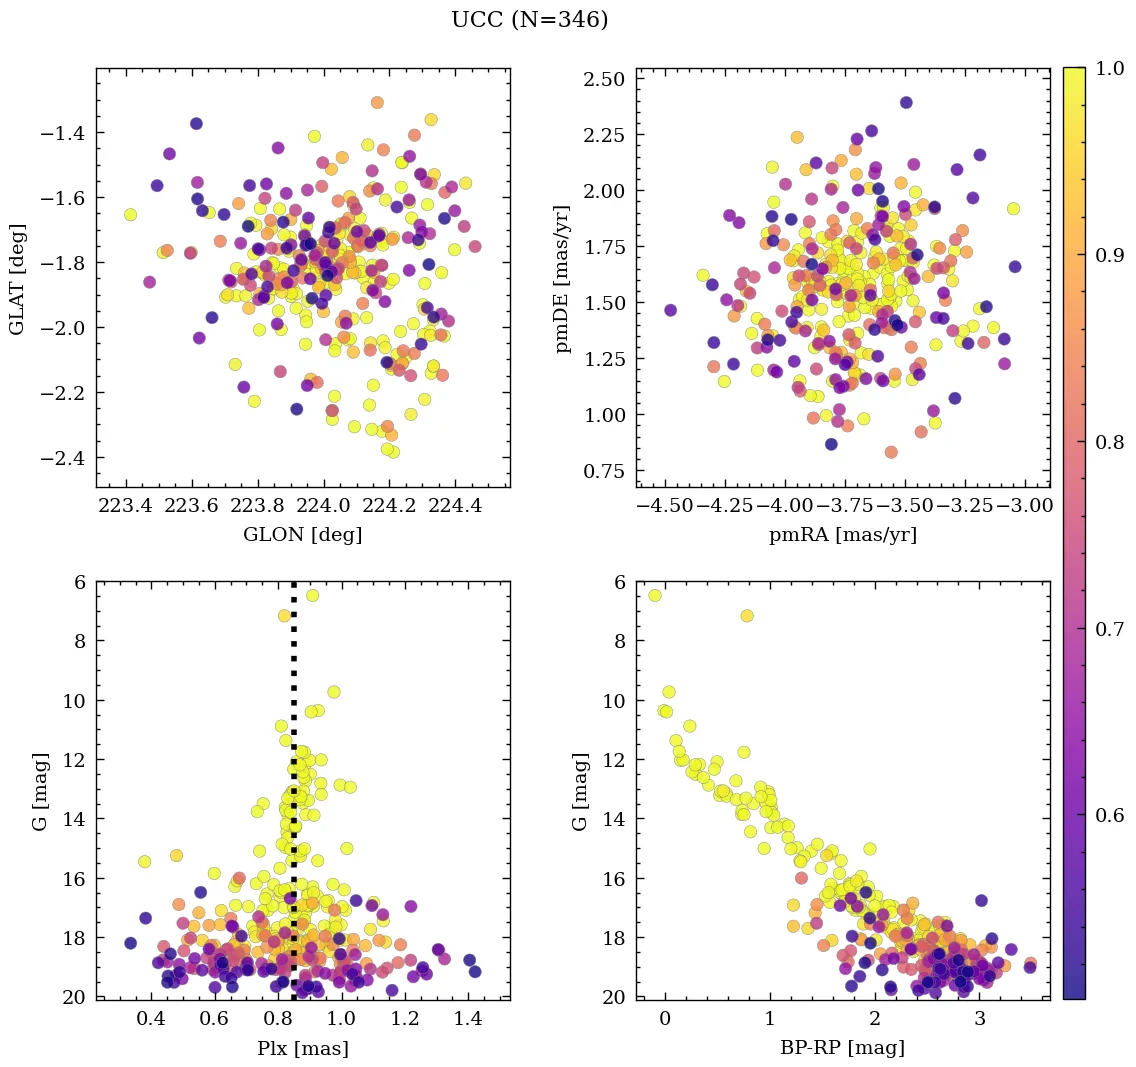 UCC (N=346)
−1.4
−1.6
−1.8
−2.0
−2.2
−2.4
GLAT [deg]
223.4 223.6 223.8 224.0 224.2 224.4
GLON [deg]
2.50
2.25
2.00
1.75
1.50
1.25
1.00
0.75
pmDE [mas/yr]
−4.50 −4.25 −4.00 −3.75 −3.50 −3.25 −3.00
pmRA [mas/yr]
1.0
0.9
0.8
0.7
0.6
6
8
10
12
14
16
18
20
G [mag]
0.4 0.6 0.8 1.0 1.2 1.4
Plx [mas]
6
8
10
12
14
16
18
20
G [mag]
0 1 2 3
BP-RP [mag]